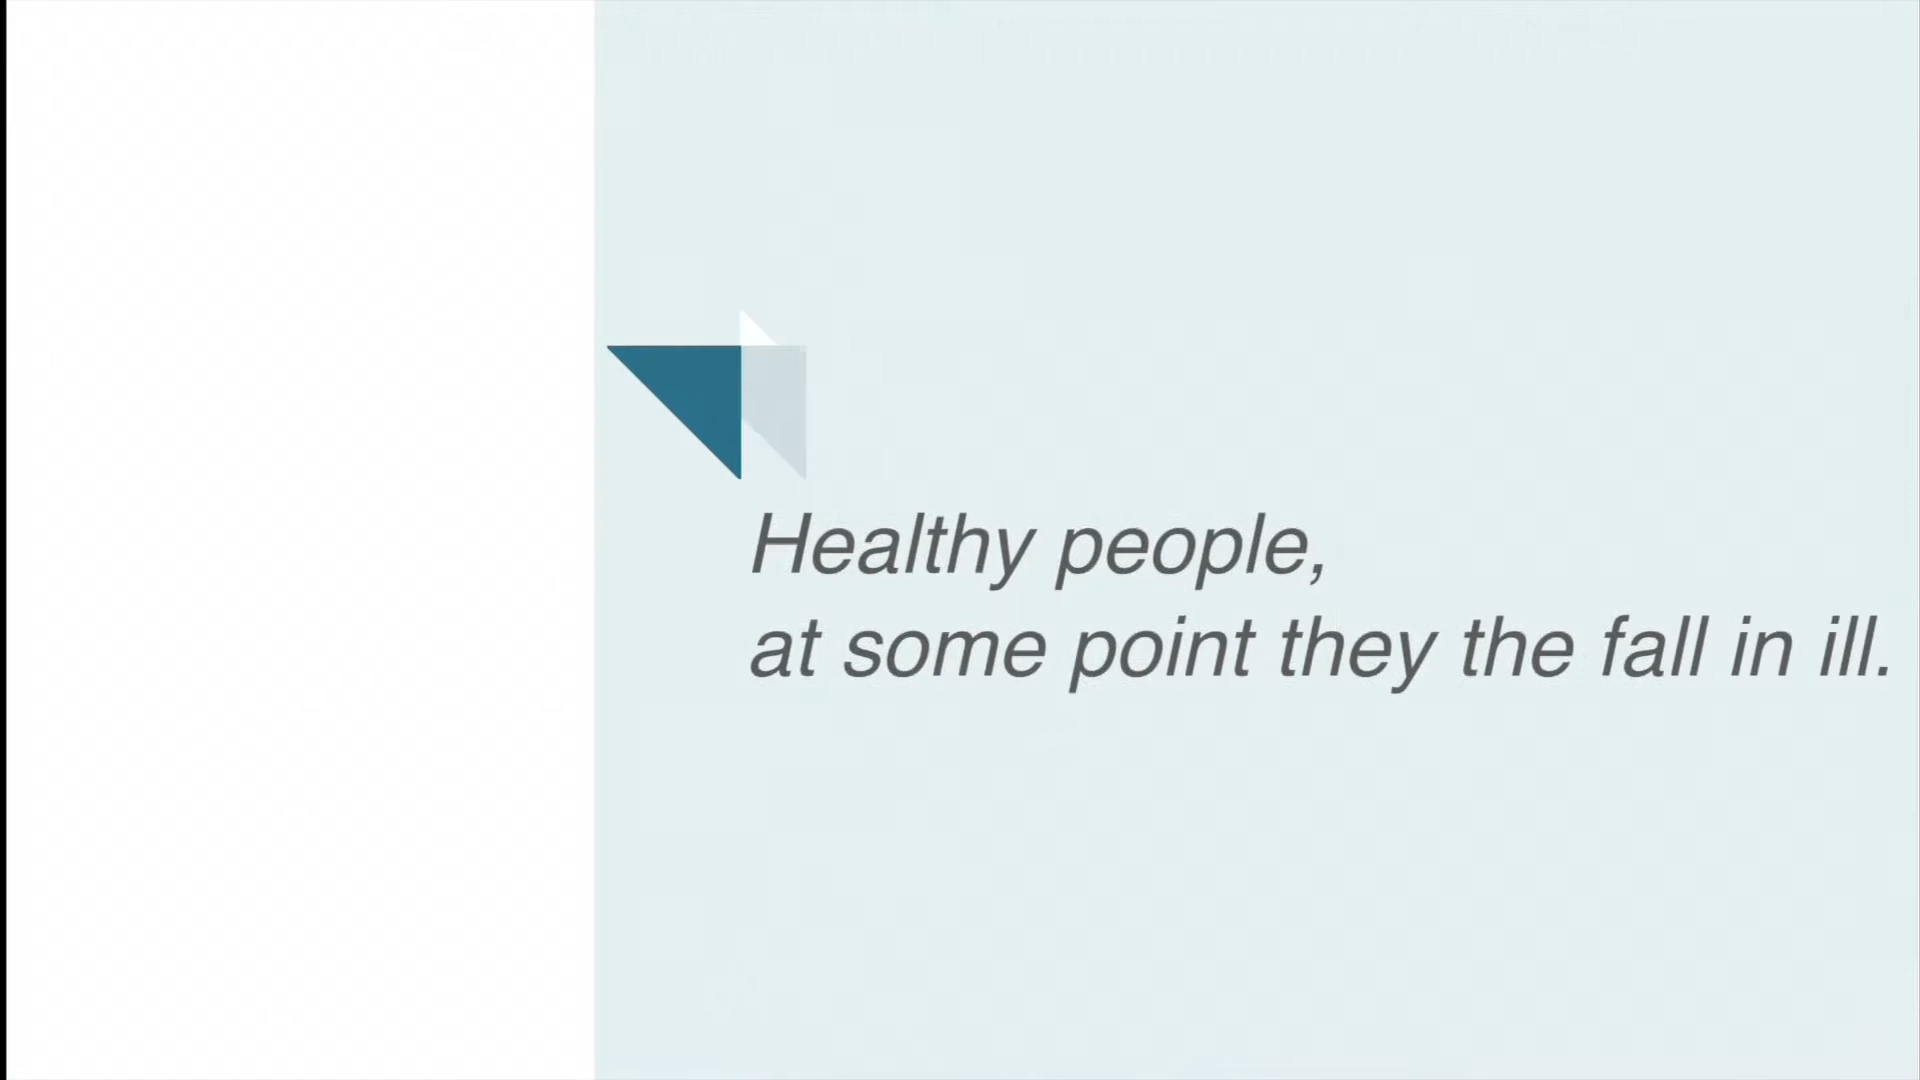 Healthy people,
at some point they the fall in ill.